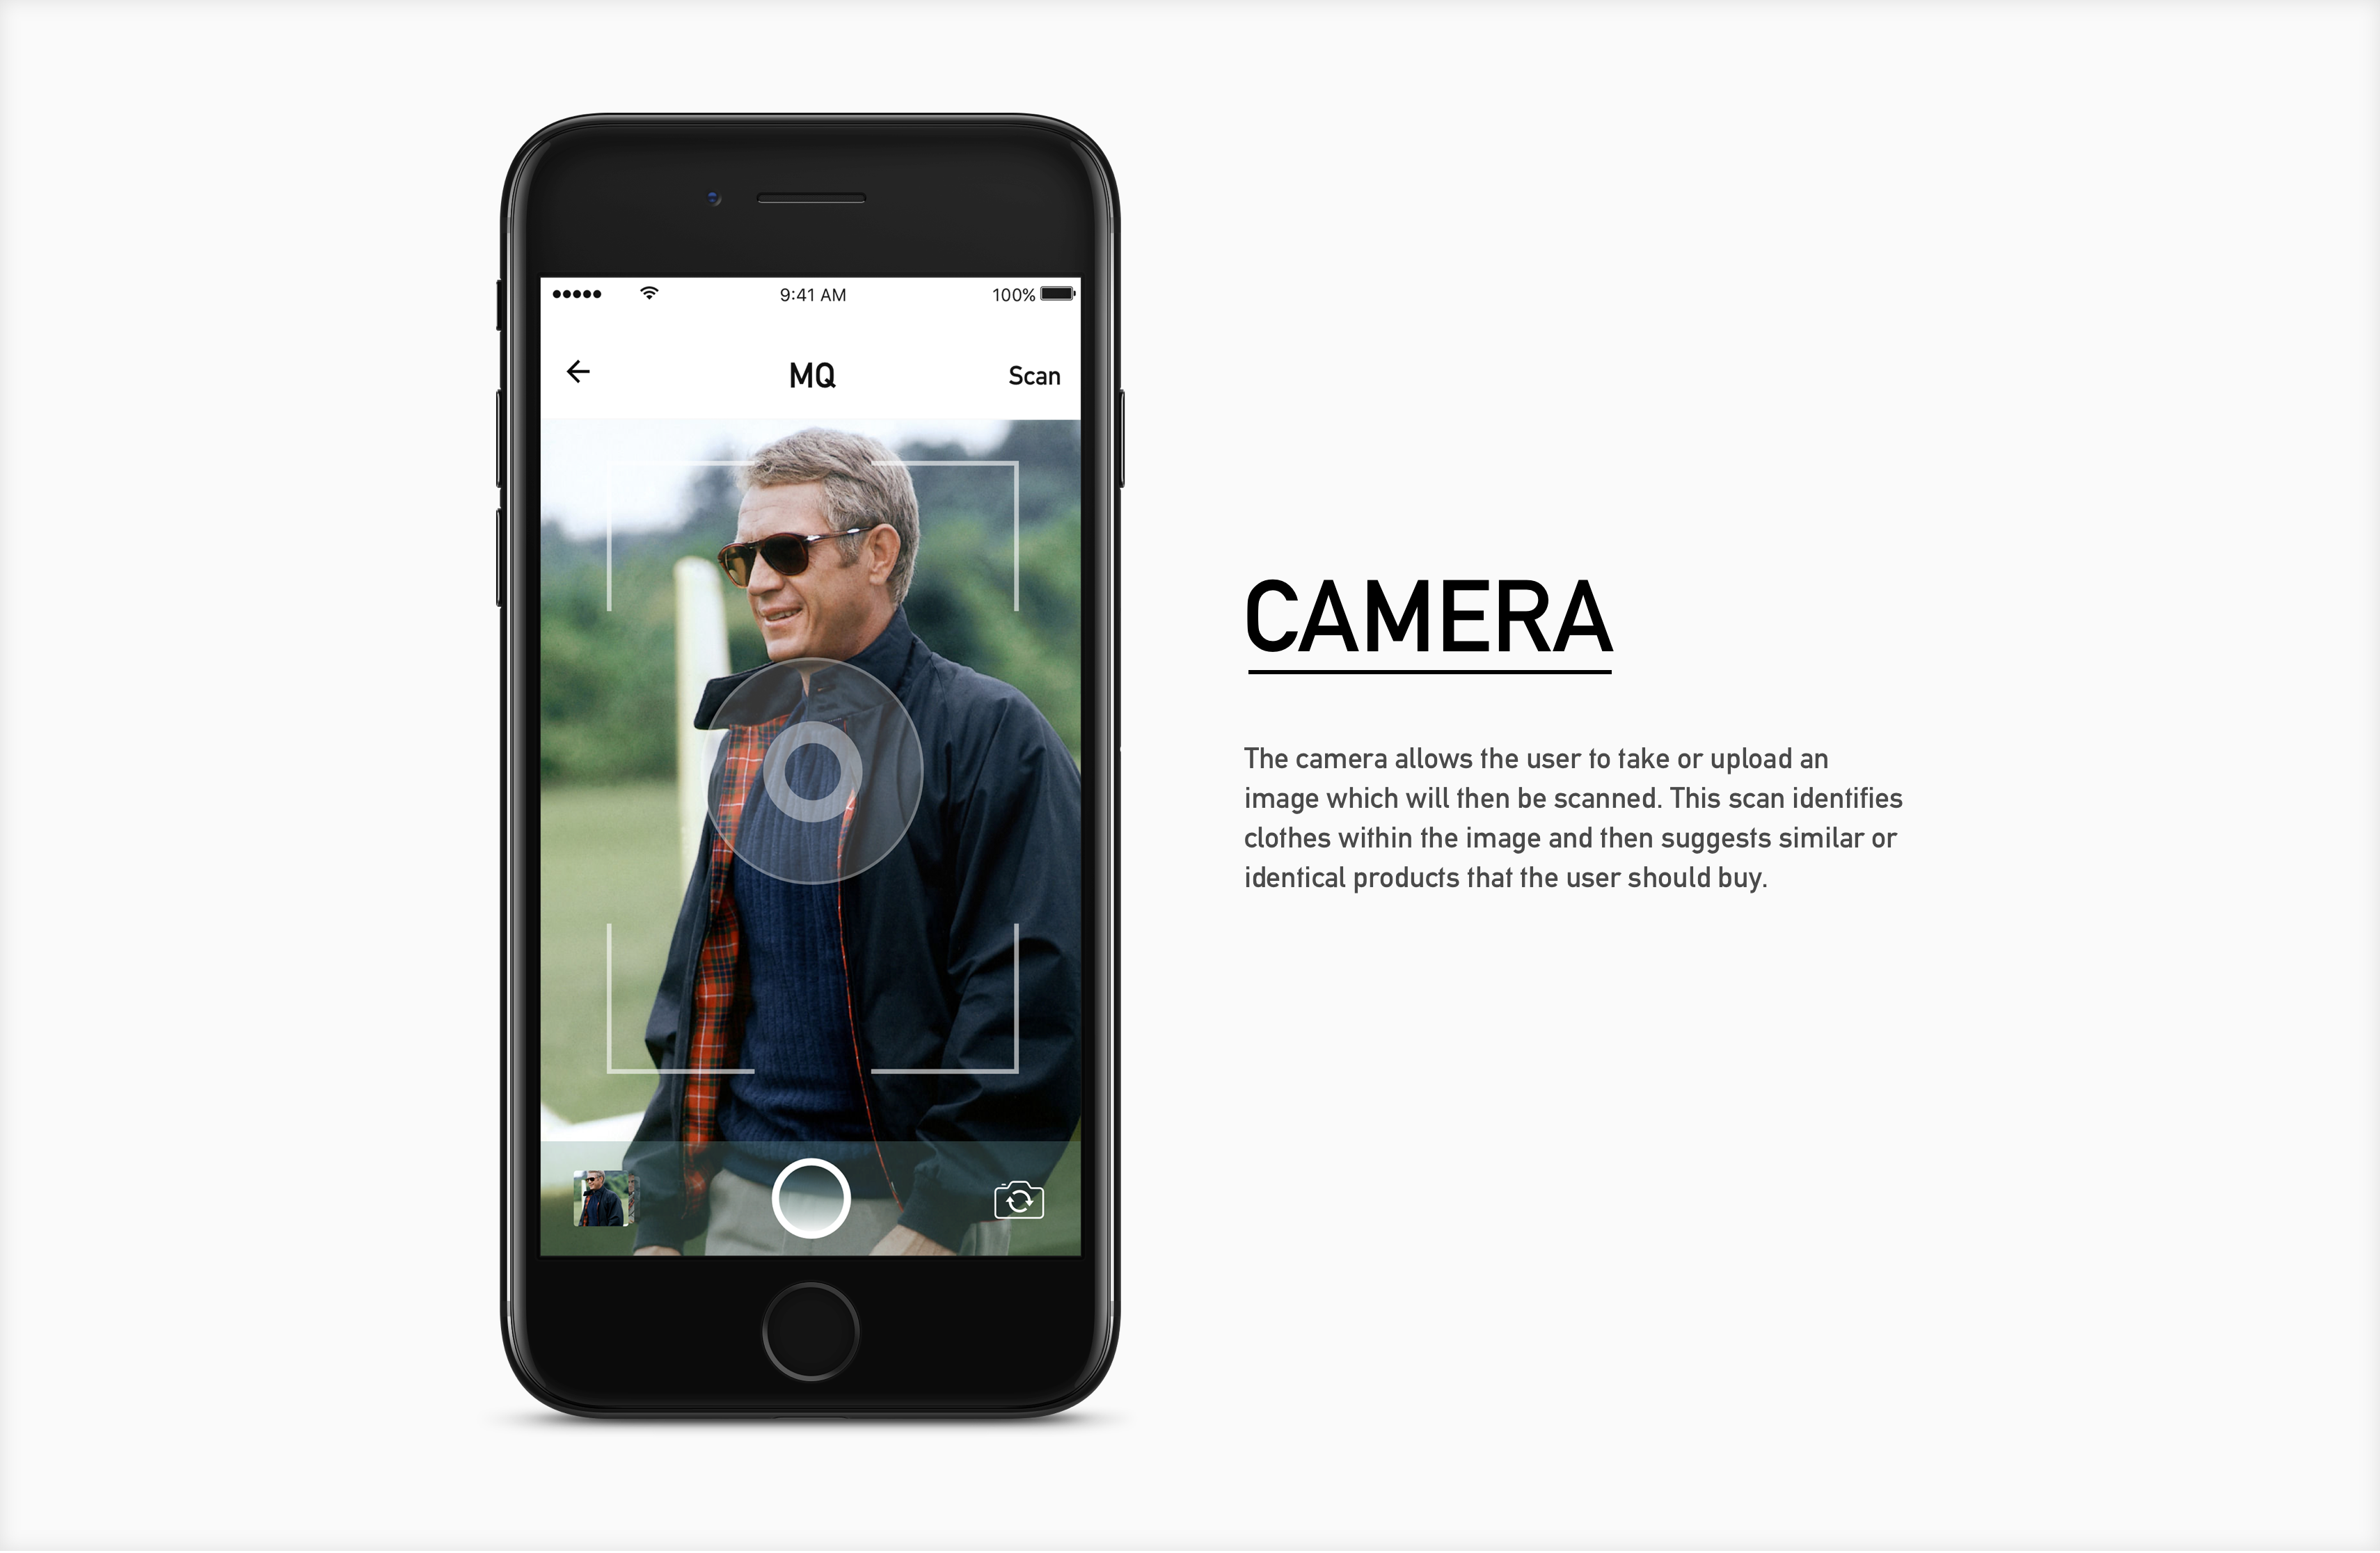 9:41 AM
100%
MQ
Scan
CAMERA
The camera allows the user to take or upload an
image which will then be scanned. This scan identifies
clothes within the image and then suggests similar or
identical products that the user should buy.